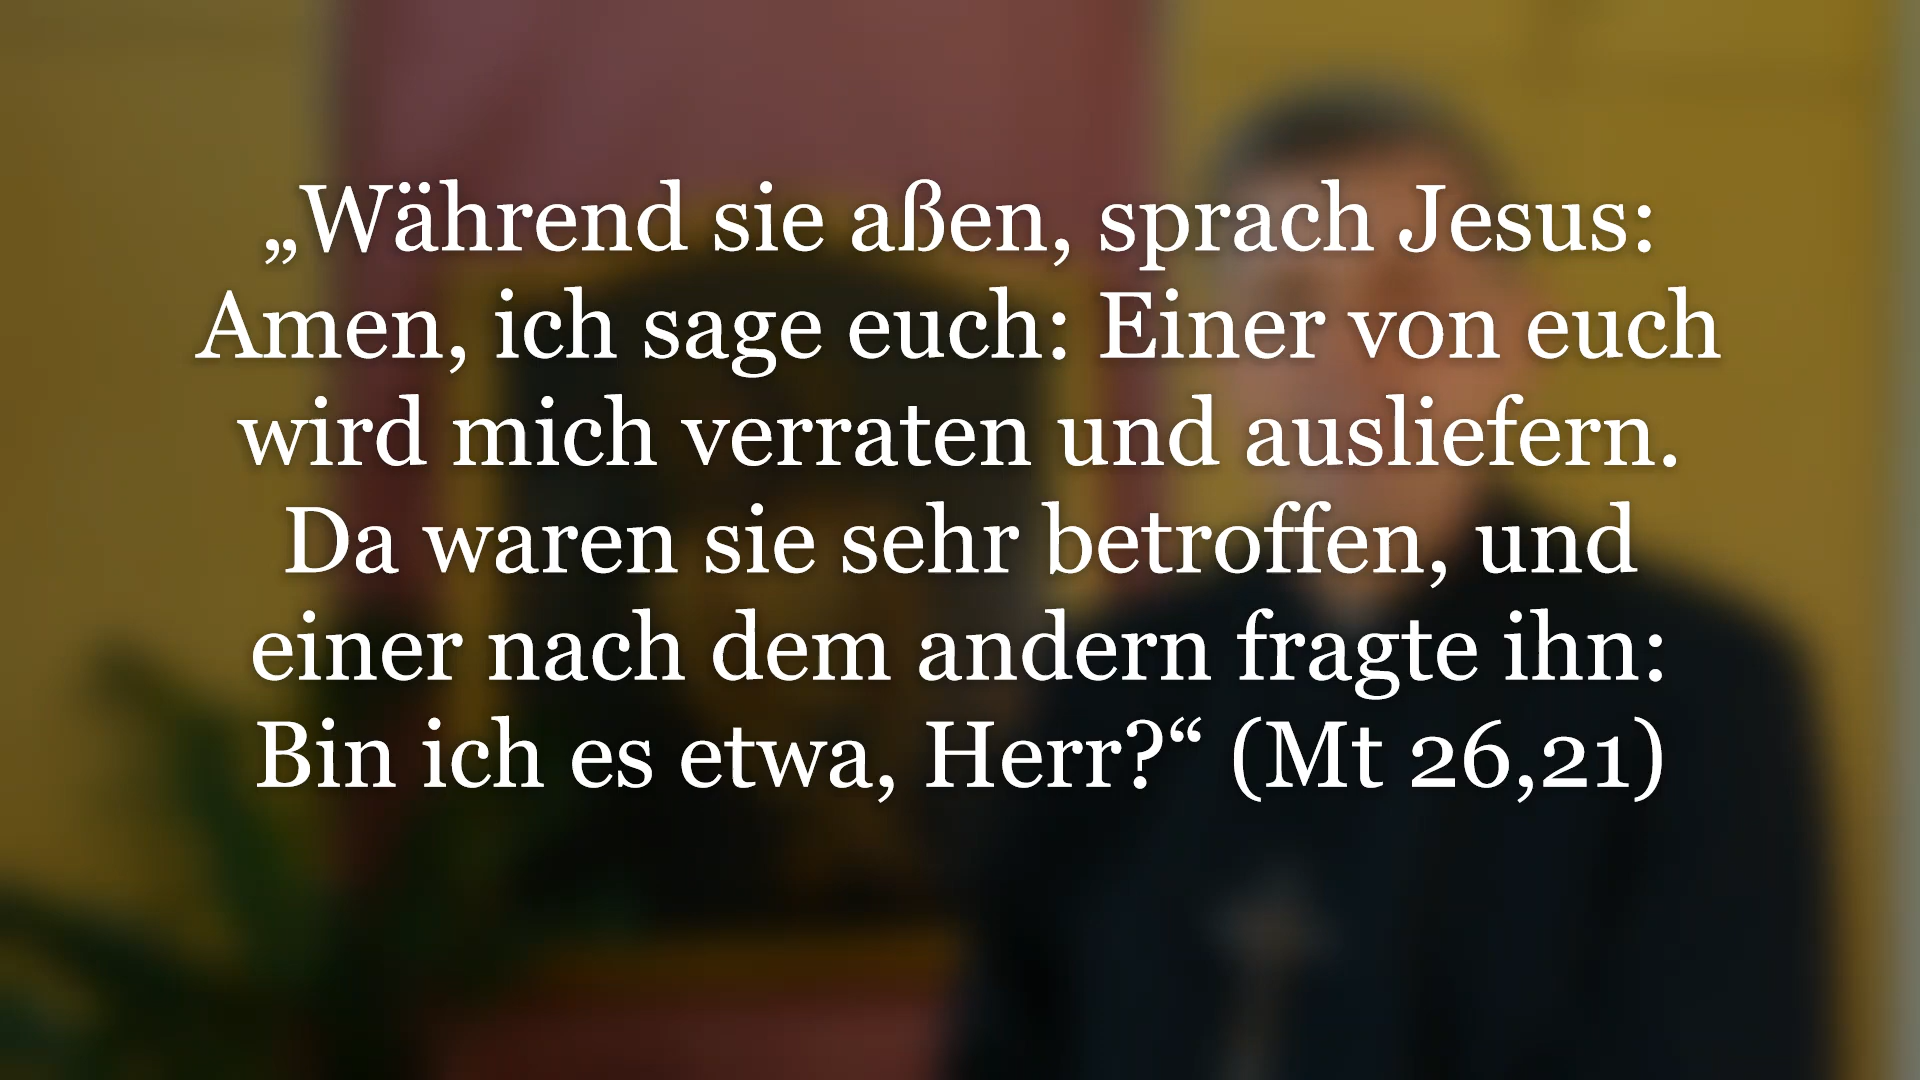 „Während sie aßen, sprach Jesus:
Amen, ich sage euch: Einer von euch
wird mich verraten und ausliefern.
Da waren sie sehr betroffen, und
einer nach dem andern fragte ihn:
Bin ich es etwa, Herr?“ (Mt 26,21)